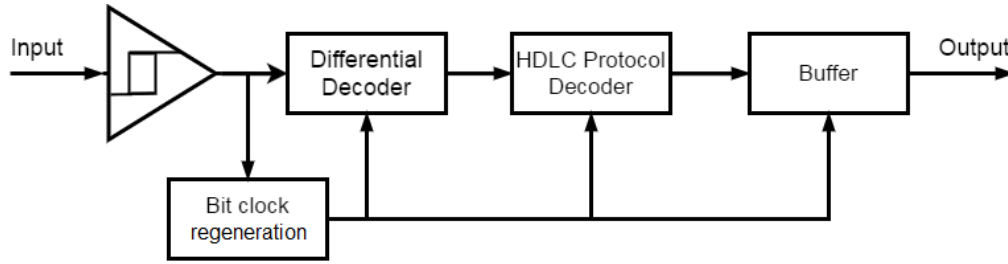 Input
Differential
Decoder
HDLC Protocol
Decoder
Buffer
Output
Bit clock
regeneration